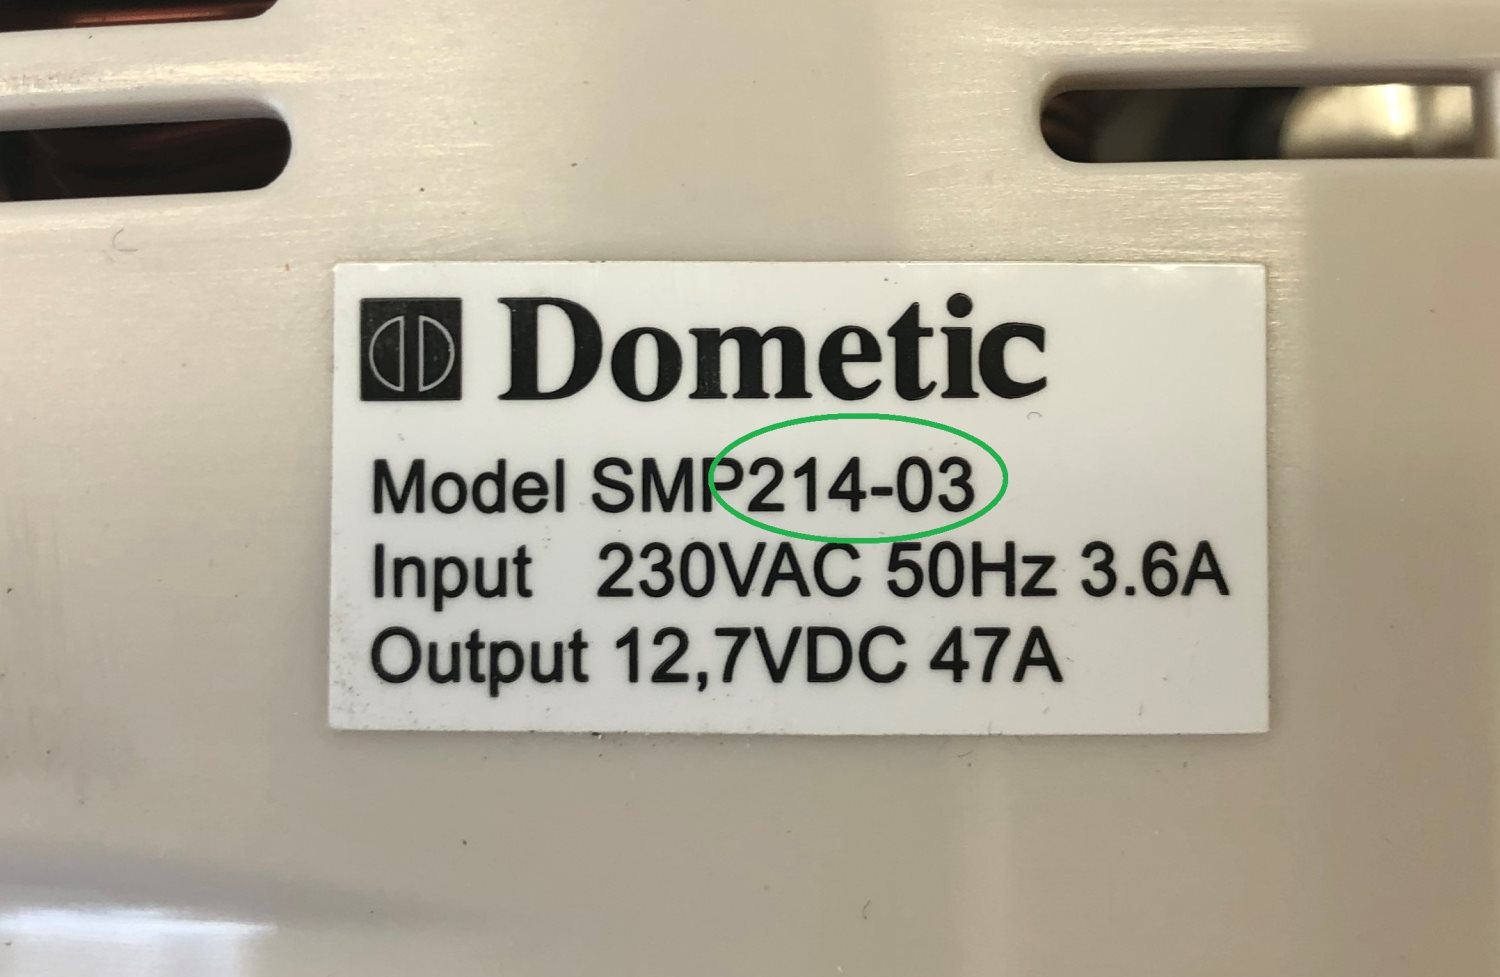 Dometic
Model SMP214-03
Input 230VAC 50Hz 3.6A
Output 12,7VDC 47A